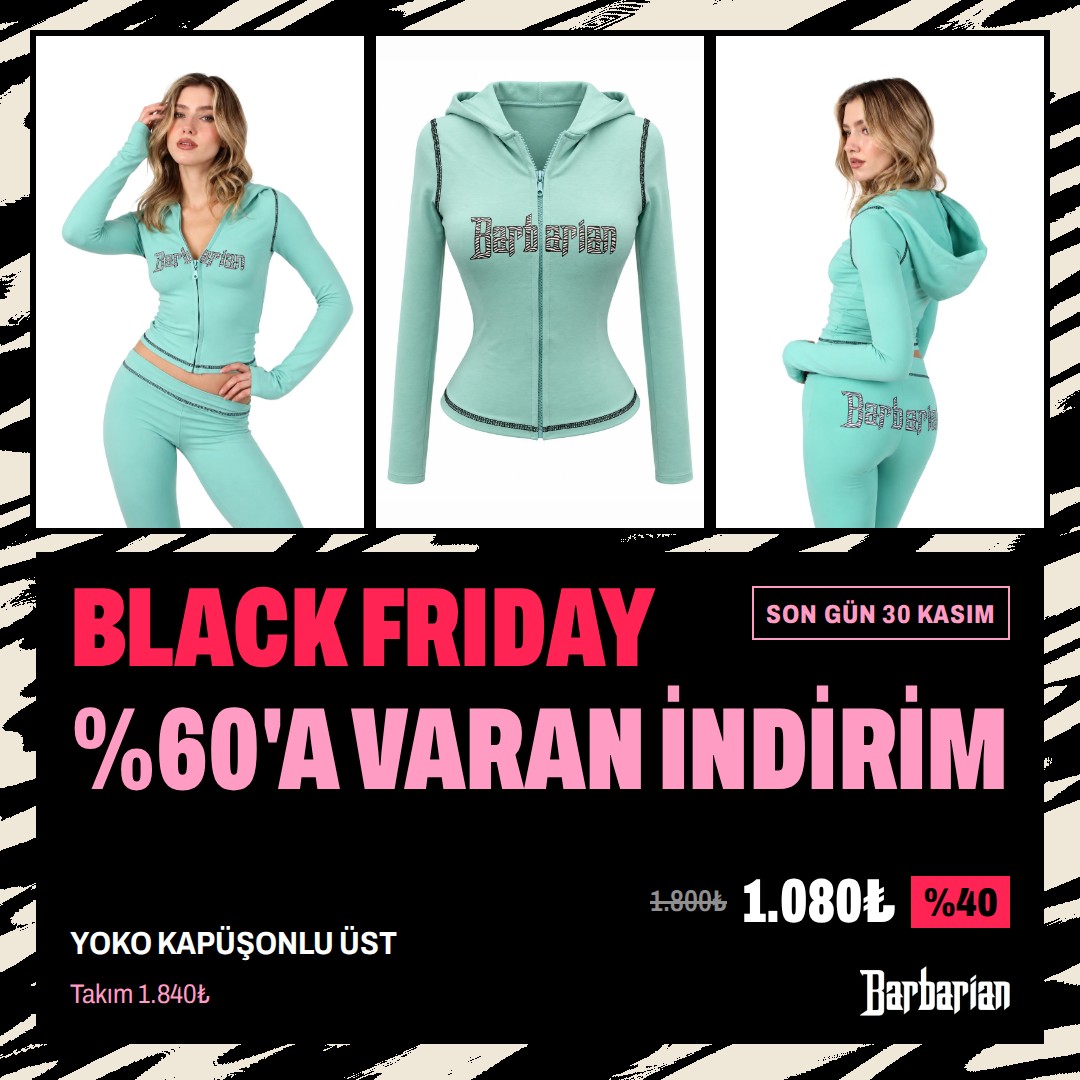 Barbarian
Barbarian
Barbaria
BLACK FRIDAY
SON GÜN 30 KASIM
%60'A VARAN İNDİRİM
1.800₺ 1.080₺ %40
YOKO KAPÜŞONLU ÜST
Takım 1.840₺
Barbarian